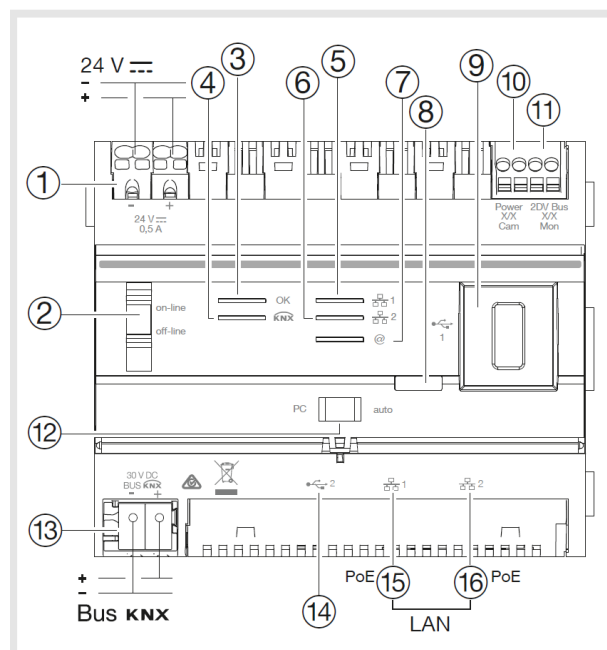 24 V
-
+
③
⑤
④
⑥
⑦
⑧
⑨
⑩
⑪
①
- +
24 V
0,5 A
Power 2DV Bus
X/X X/X
Cam Mon
②
on-line
off-line
OK
KNX
1
2
@
1
PC
auto
⑫
30 V DC
BUS KNX
- +
2
1
2
⑬
+
-
Bus KNX
⑭
PoE ⑮
⑯ PoE
LAN